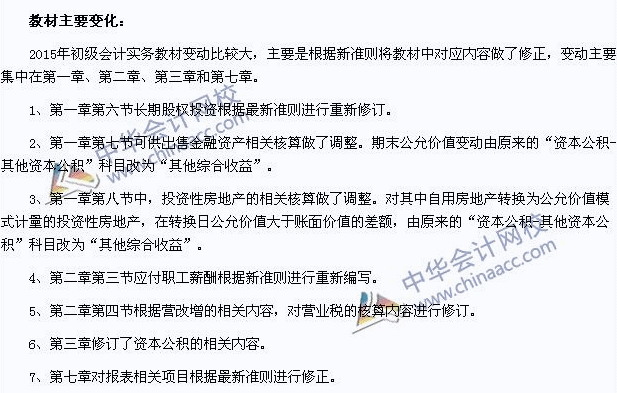 教材主要变化：
2015年初级会计实务教材变动比较大，主要是根据新准则将教材中对应内容做了修正，变动主要
集中在第一章、第二章、第三章和第七章。
1、第一章第六节长期股权投资根据最新准则进行重新修订。
2、第一章第七节可供出售金融资产相关核算做了调整。期末公允价值变动由原来的“资本公积-
其他资本公积”科目改为“其他综合收益”。
3、第一章第八节中，投资性房地产的相关核算做了调整。对其中自用房地产转换为公允价值模
式计量的投资性房地产，在转换日公允价值大于账面价值的差额，由原来的“资本公积-其他资本公
积”科目改为“其他综合收益”。
4、第二章第三节应付职工薪酬根据新准则进行重新编写。
5、第二章第四节根据营改增的相关内容，对营业税的核算内容进行修订。
6、第三章修订了资本公积的相关内容。
7、第七章对报表相关项目根据最新准则进行修正。
中华会计网校
www.chinaacc.com
中华会计网校
www.chinaacc.com